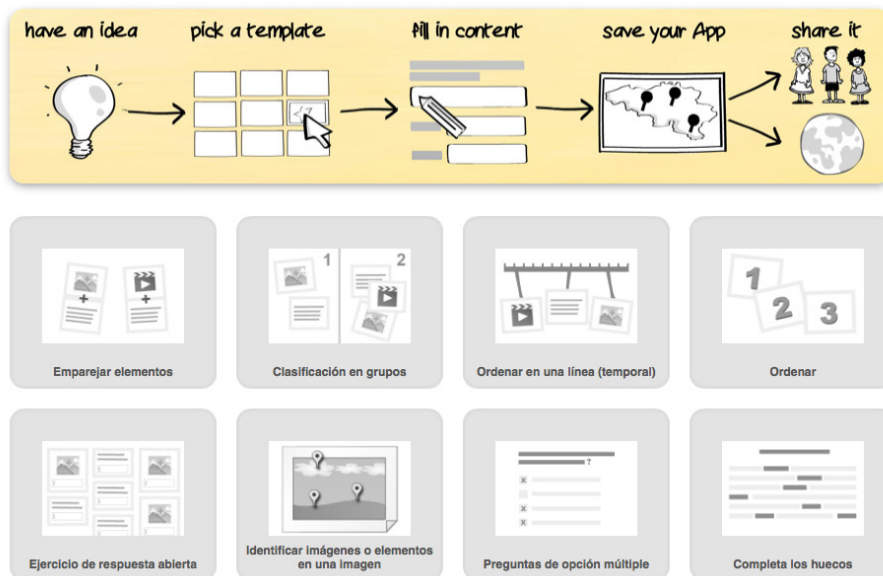 have an idea
pick a template
fill in content
save your App
share it
1
2
1
2
3
Emparejar elementos
Clasificación en grupos
Ordenar en una línea (temporal)
Ordenar
?
X
X
X
Ejercicio de respuesta abierta
Identificar imágenes o elementos
en una imagen
Preguntas de opción múltiple
Completa los huecos